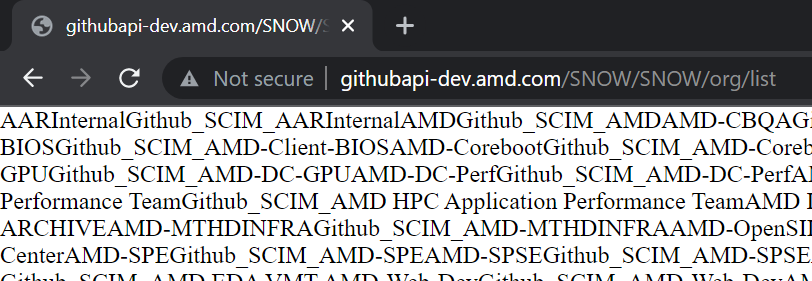 githubapi-dev.amd.com/SNOW/S
Not secure githubapi-dev.amd.com/SNOW/SNOW/org/list
AARInternalGithub_SCIM_AARInternalAMDGithub_SCIM_AMDAMD-CBQAG
BIOSGithub_SCIM_AMD-Client-BIOSAMD-CorebootGithub_SCIM_AMD-Coreb
GPUGithub_SCIM_AMD-DC-GPUAMD-DC-PerfGithub_SCIM_AMD-DC-PerfA
Performance TeamGithub_SCIM_AMD HPC Application Performance TeamAMD
ARCHIVEAMD-MTHDINFRAGithub_SCIM_AMD-MTHDINFRAAMD-OpenSI
CenterAMD-SPEGithub_SCIM_AMD-SPEAMD-SPSEGithub_SCIM_AMD-SPSE
Github_SCIM_AMD EDA VMT AMD-Web-DevGithub_SCIM_AMD-Web-DevAM